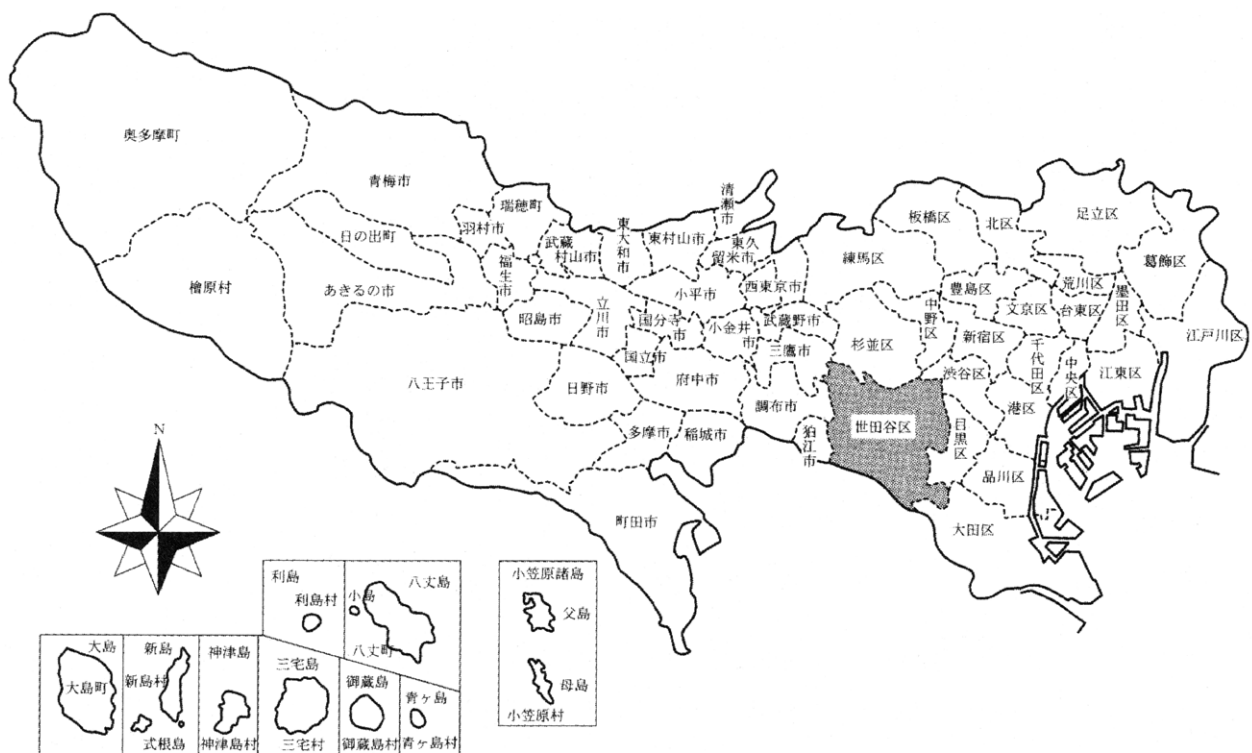 奥多摩町
青梅市
瑞穂町
羽村市
日の出町
檜原村
あきるの市
福生市
武蔵
村山市
東大和市
東村山市
清瀬市
東久
留米市
小平市
西東京市
練馬区
板橋区
北区
足立区
葛飾区
荒川区
豊島区
文京区
台東区
墨田区
江戸川区
昭島市
立川市
国分寺
市
小金井
市
武蔵野市
三鷹市
杉並区
中野区
新宿区
千代田区
中央区
江東区
渋谷区
港区
国立市
八王子市
日野市
府中市
調布市
世田谷区
目黒区
多摩市
稲城市
狛江市
品川区
大田区
町田市
N
利島
利島村
小島
八丈島
八丈町
小笠原諸島
父島
母島
小笠原村
大島
大島町
新島
新島村
式根島
神津島
神津島村
三宅島
三宅村
御蔵島
御蔵島村
青ヶ島
青ヶ島村